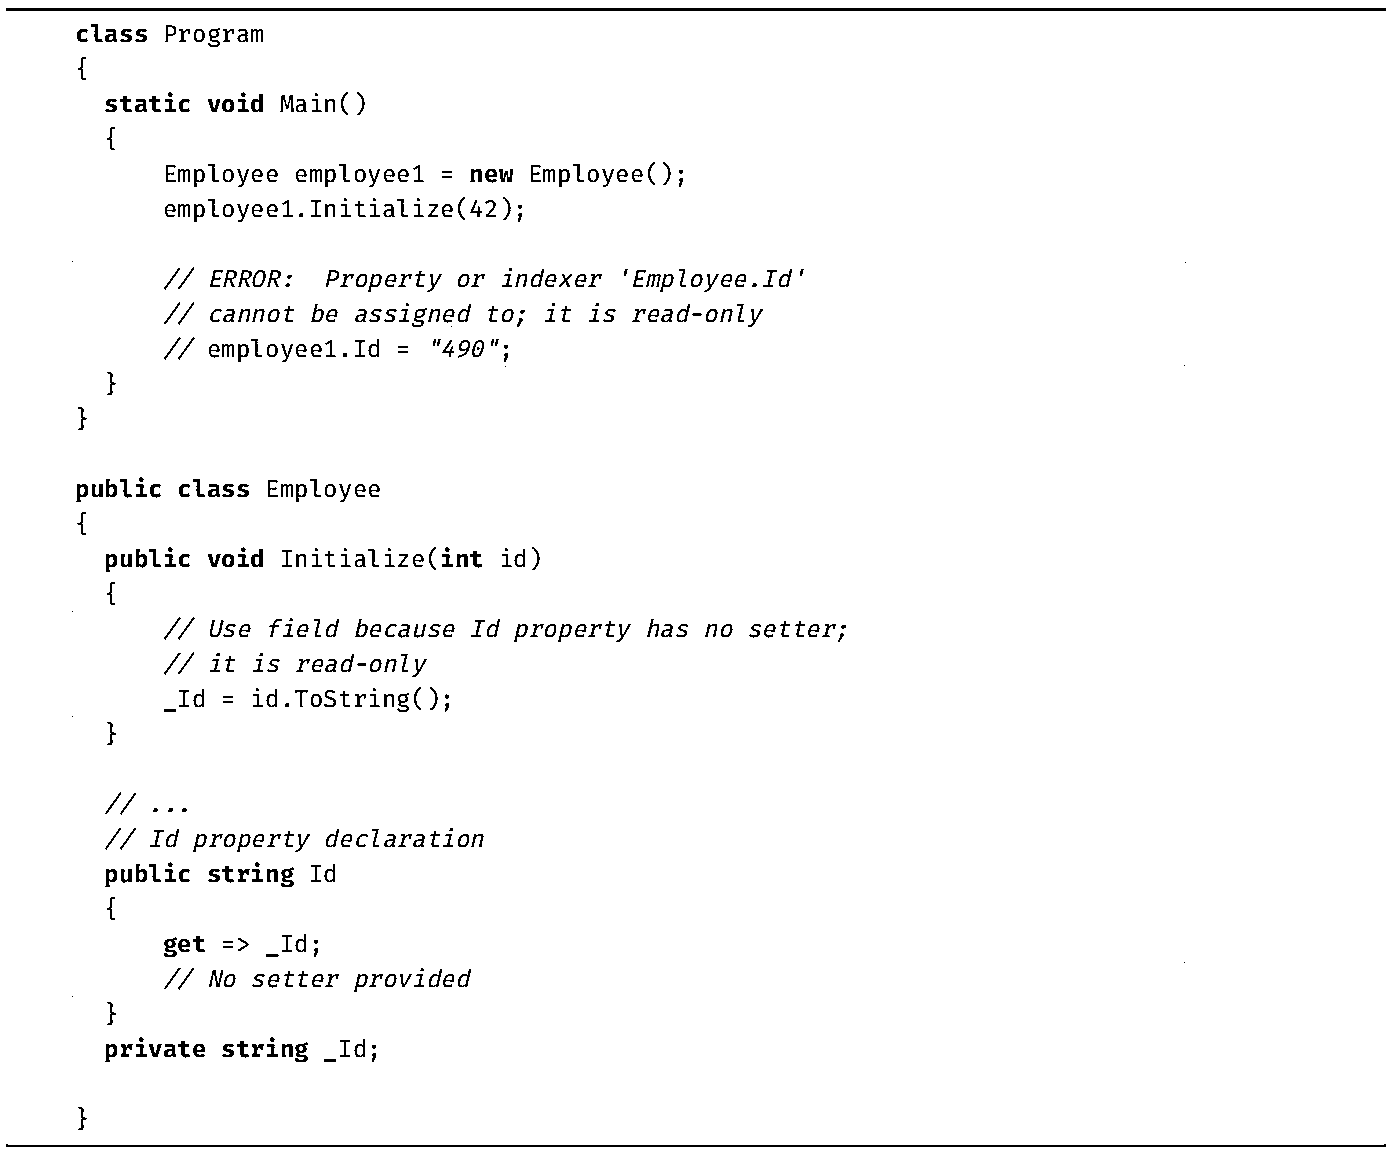 class Program
{
  static void Main()
  {
      Employee employee1 = new Employee();
      employee1.Initialize(42);

      // ERROR:  Property or indexer 'Employee.Id'
      // cannot be assigned to; it is read-only
      // employee1.Id = "490";
  }
}

public class Employee
{
  public void Initialize(int id)
  {
      // Use field because Id property has no setter;
      // it is read-only
      _Id = id.ToString();
  }

  // ...
  // Id property declaration
  public string Id
  {
      get => _Id;
      // No setter provided
  }
  private string _Id;

}